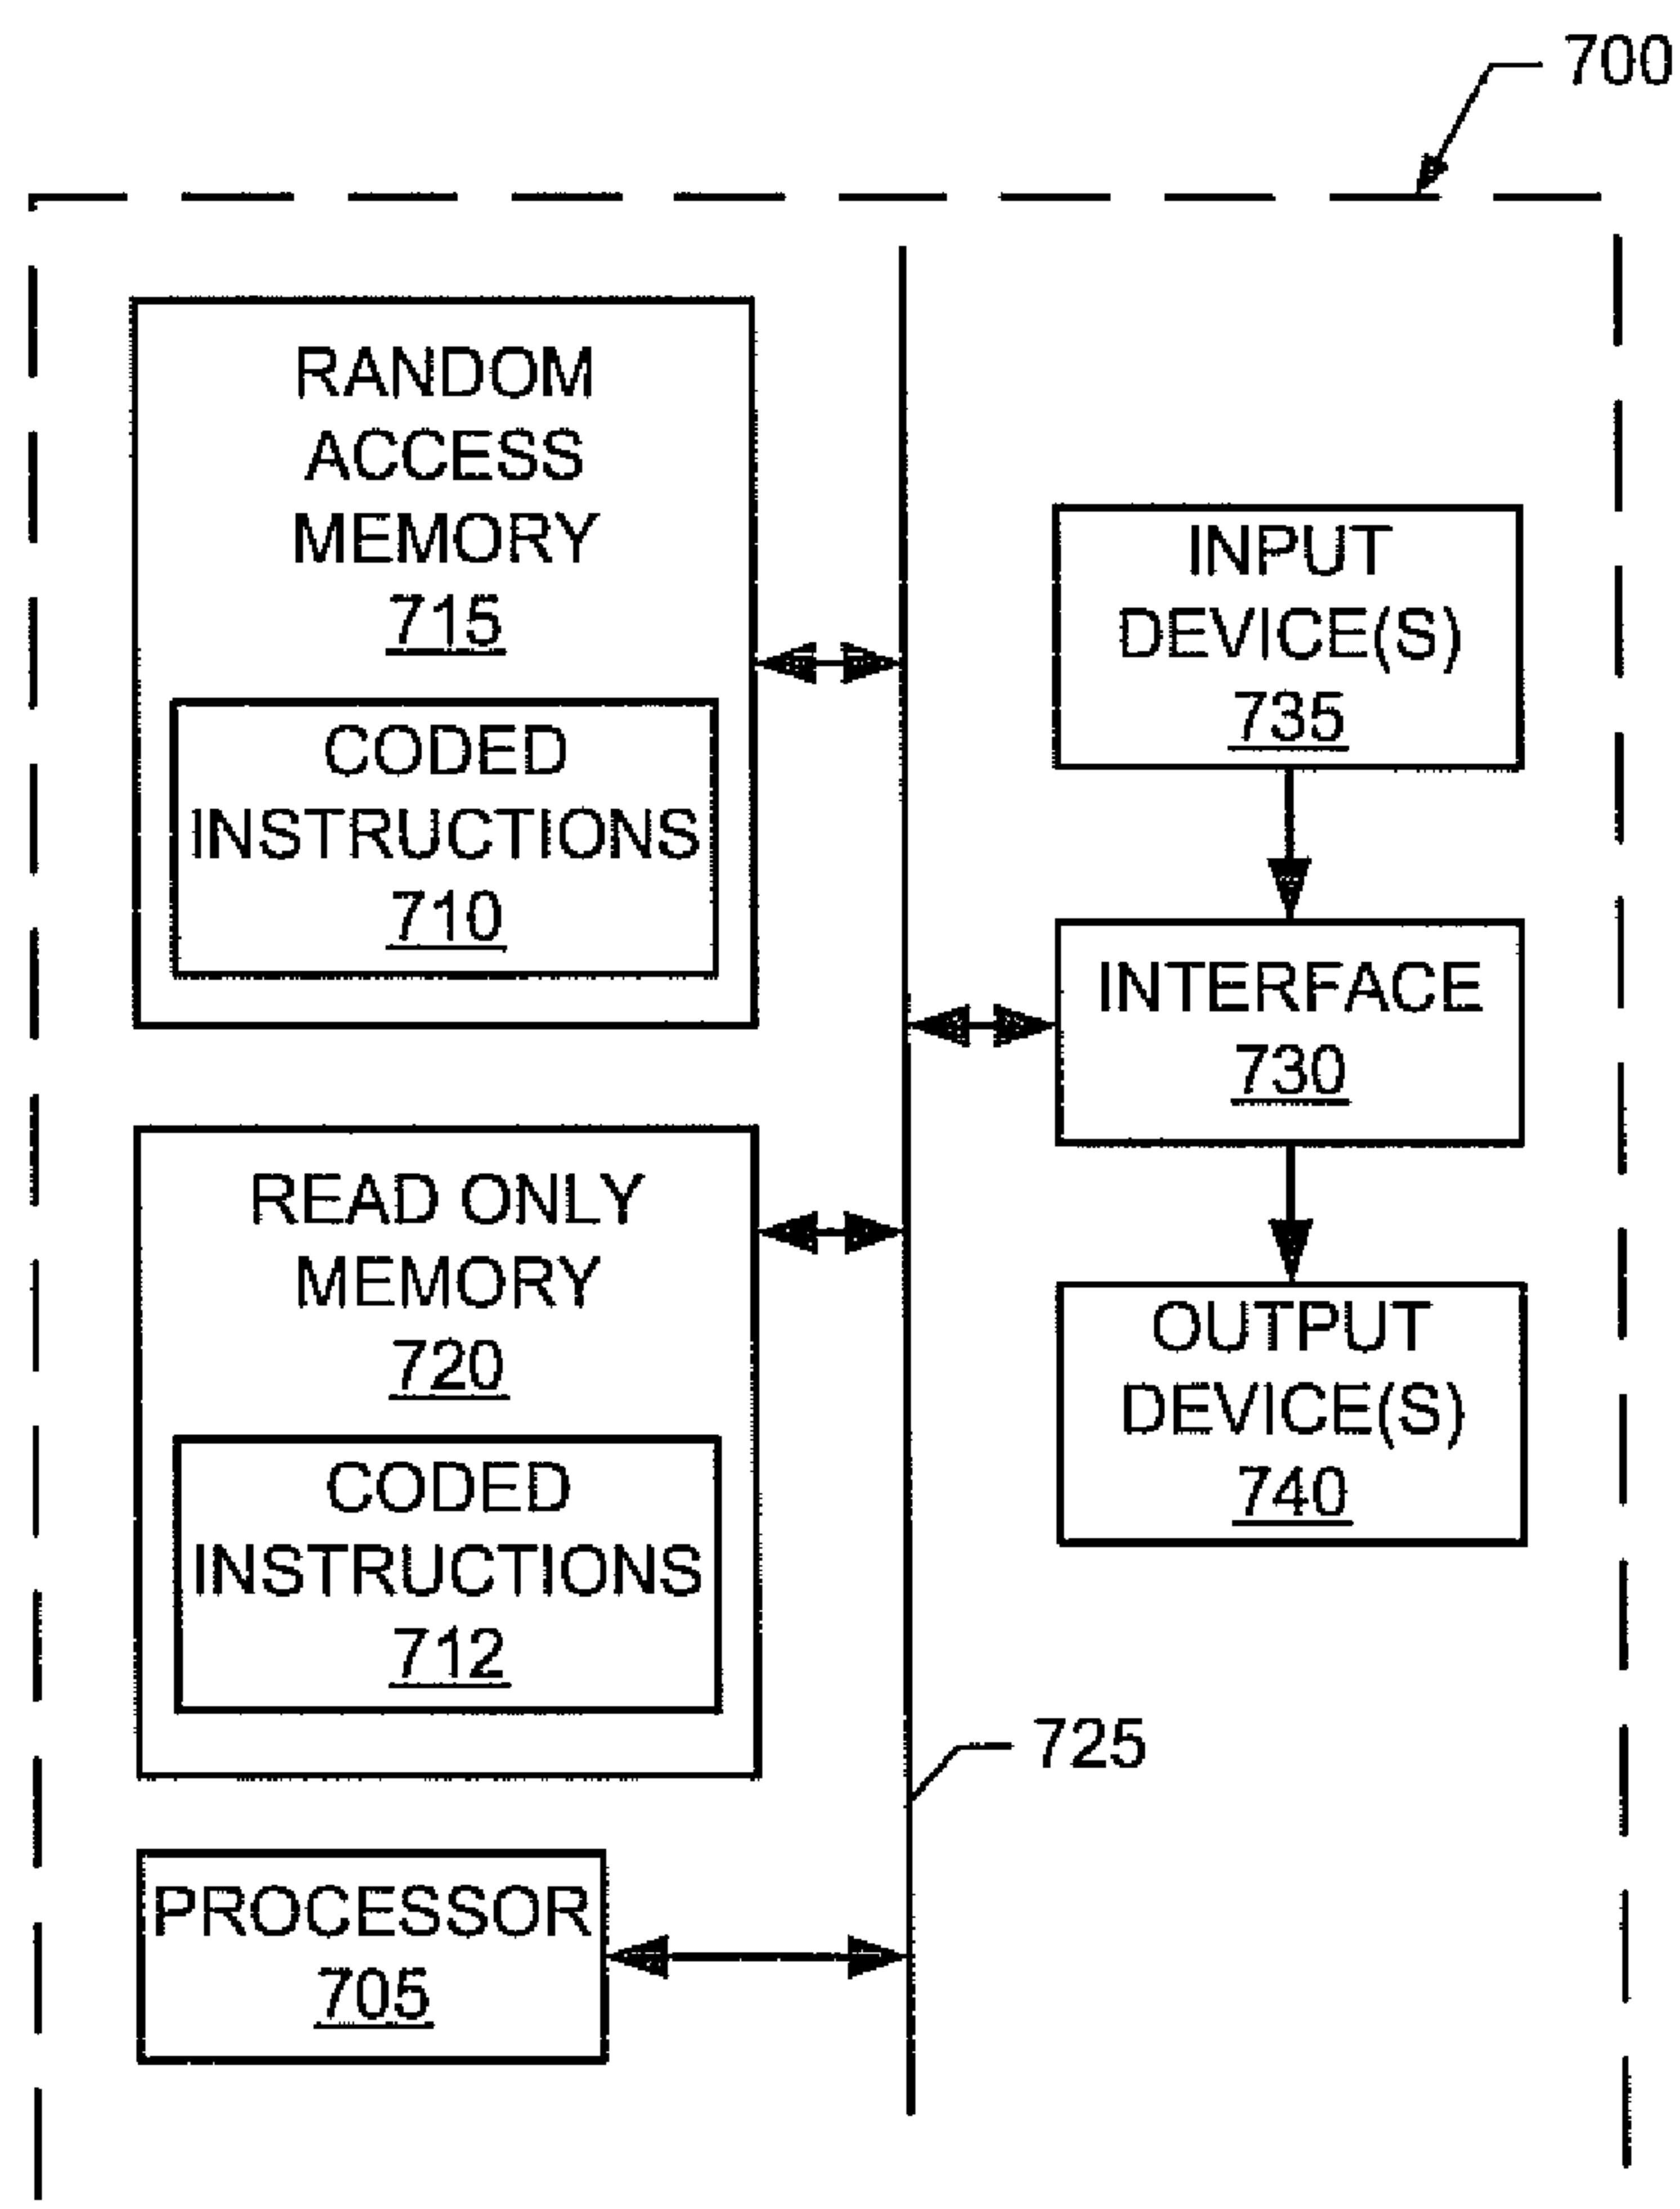 700
RANDOM
ACCESS
MEMORY
715
CODED
INSTRUCTIONS
710
READ ONLY
MEMORY
720
CODED
INSTRUCTIONS
712
PROCESSOR
705
INPUT
DEVICE(S)
735
INTERFACE
730
OUTPUT
DEVICE(S)
740
725